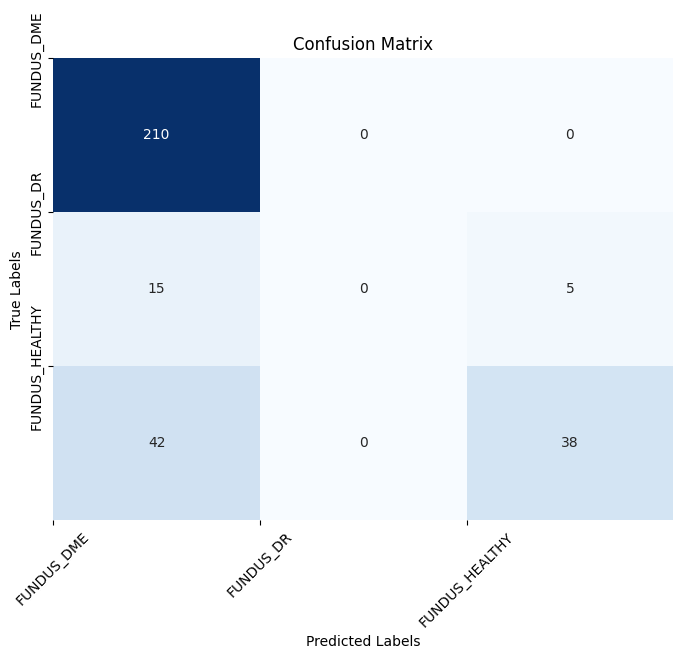 Confusion Matrix
True Labels
FUNDUS_DME
210
0
0
FUNDUS_DR
15
0
5
FUNDUS_HEALTHY
42
0
38
FUNDUS_DME
FUNDUS_DR
FUNDUS_HEALTHY
Predicted Labels